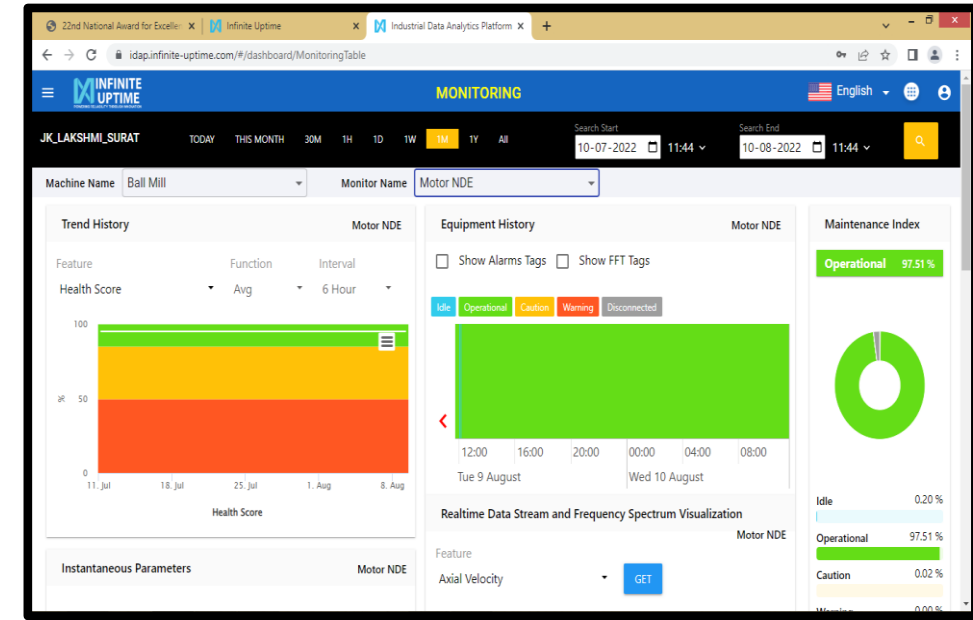 22nd National Award for Excelle
Infinite Uptime
Industrial Data Analytics Platform
idap.infinite-uptime.com/#/dashboard/MonitoringTable
INFINITE
UPTIME
MONITORING
English
JK_LAKSHMI_SURAT
TODAY THIS MONTH 30M 1H 1D 1W 1M 1Y All
Search Start
10-07-2022 11:44
Search End
10-08-2022 11:44
Machine Name Ball Mill
Monitor Name Motor NDE
Trend History Motor NDE
Feature Function Interval
Health Score Avg 6 Hour
100
50
0
%
11. Jul 18. Jul 25. Jul 1. Aug 8. Aug
Health Score
Instantaneous Parameters Motor NDE
Equipment History Motor NDE
Show Alarms Tags Show FFT Tags
Idle Operational Caution Warning Disconnected
12:00 16:00 20:00 00:00 04:00 08:00
Tue 9 August Wed 10 August
Realtime Data Stream and Frequency Spectrum Visualization
Motor NDE
Feature
Axial Velocity
GET
Maintenance Index
Operational 97.51 %
Idle 0.20 %
Operational 97.51 %
Caution 0.02 %
Warning 0.00 %